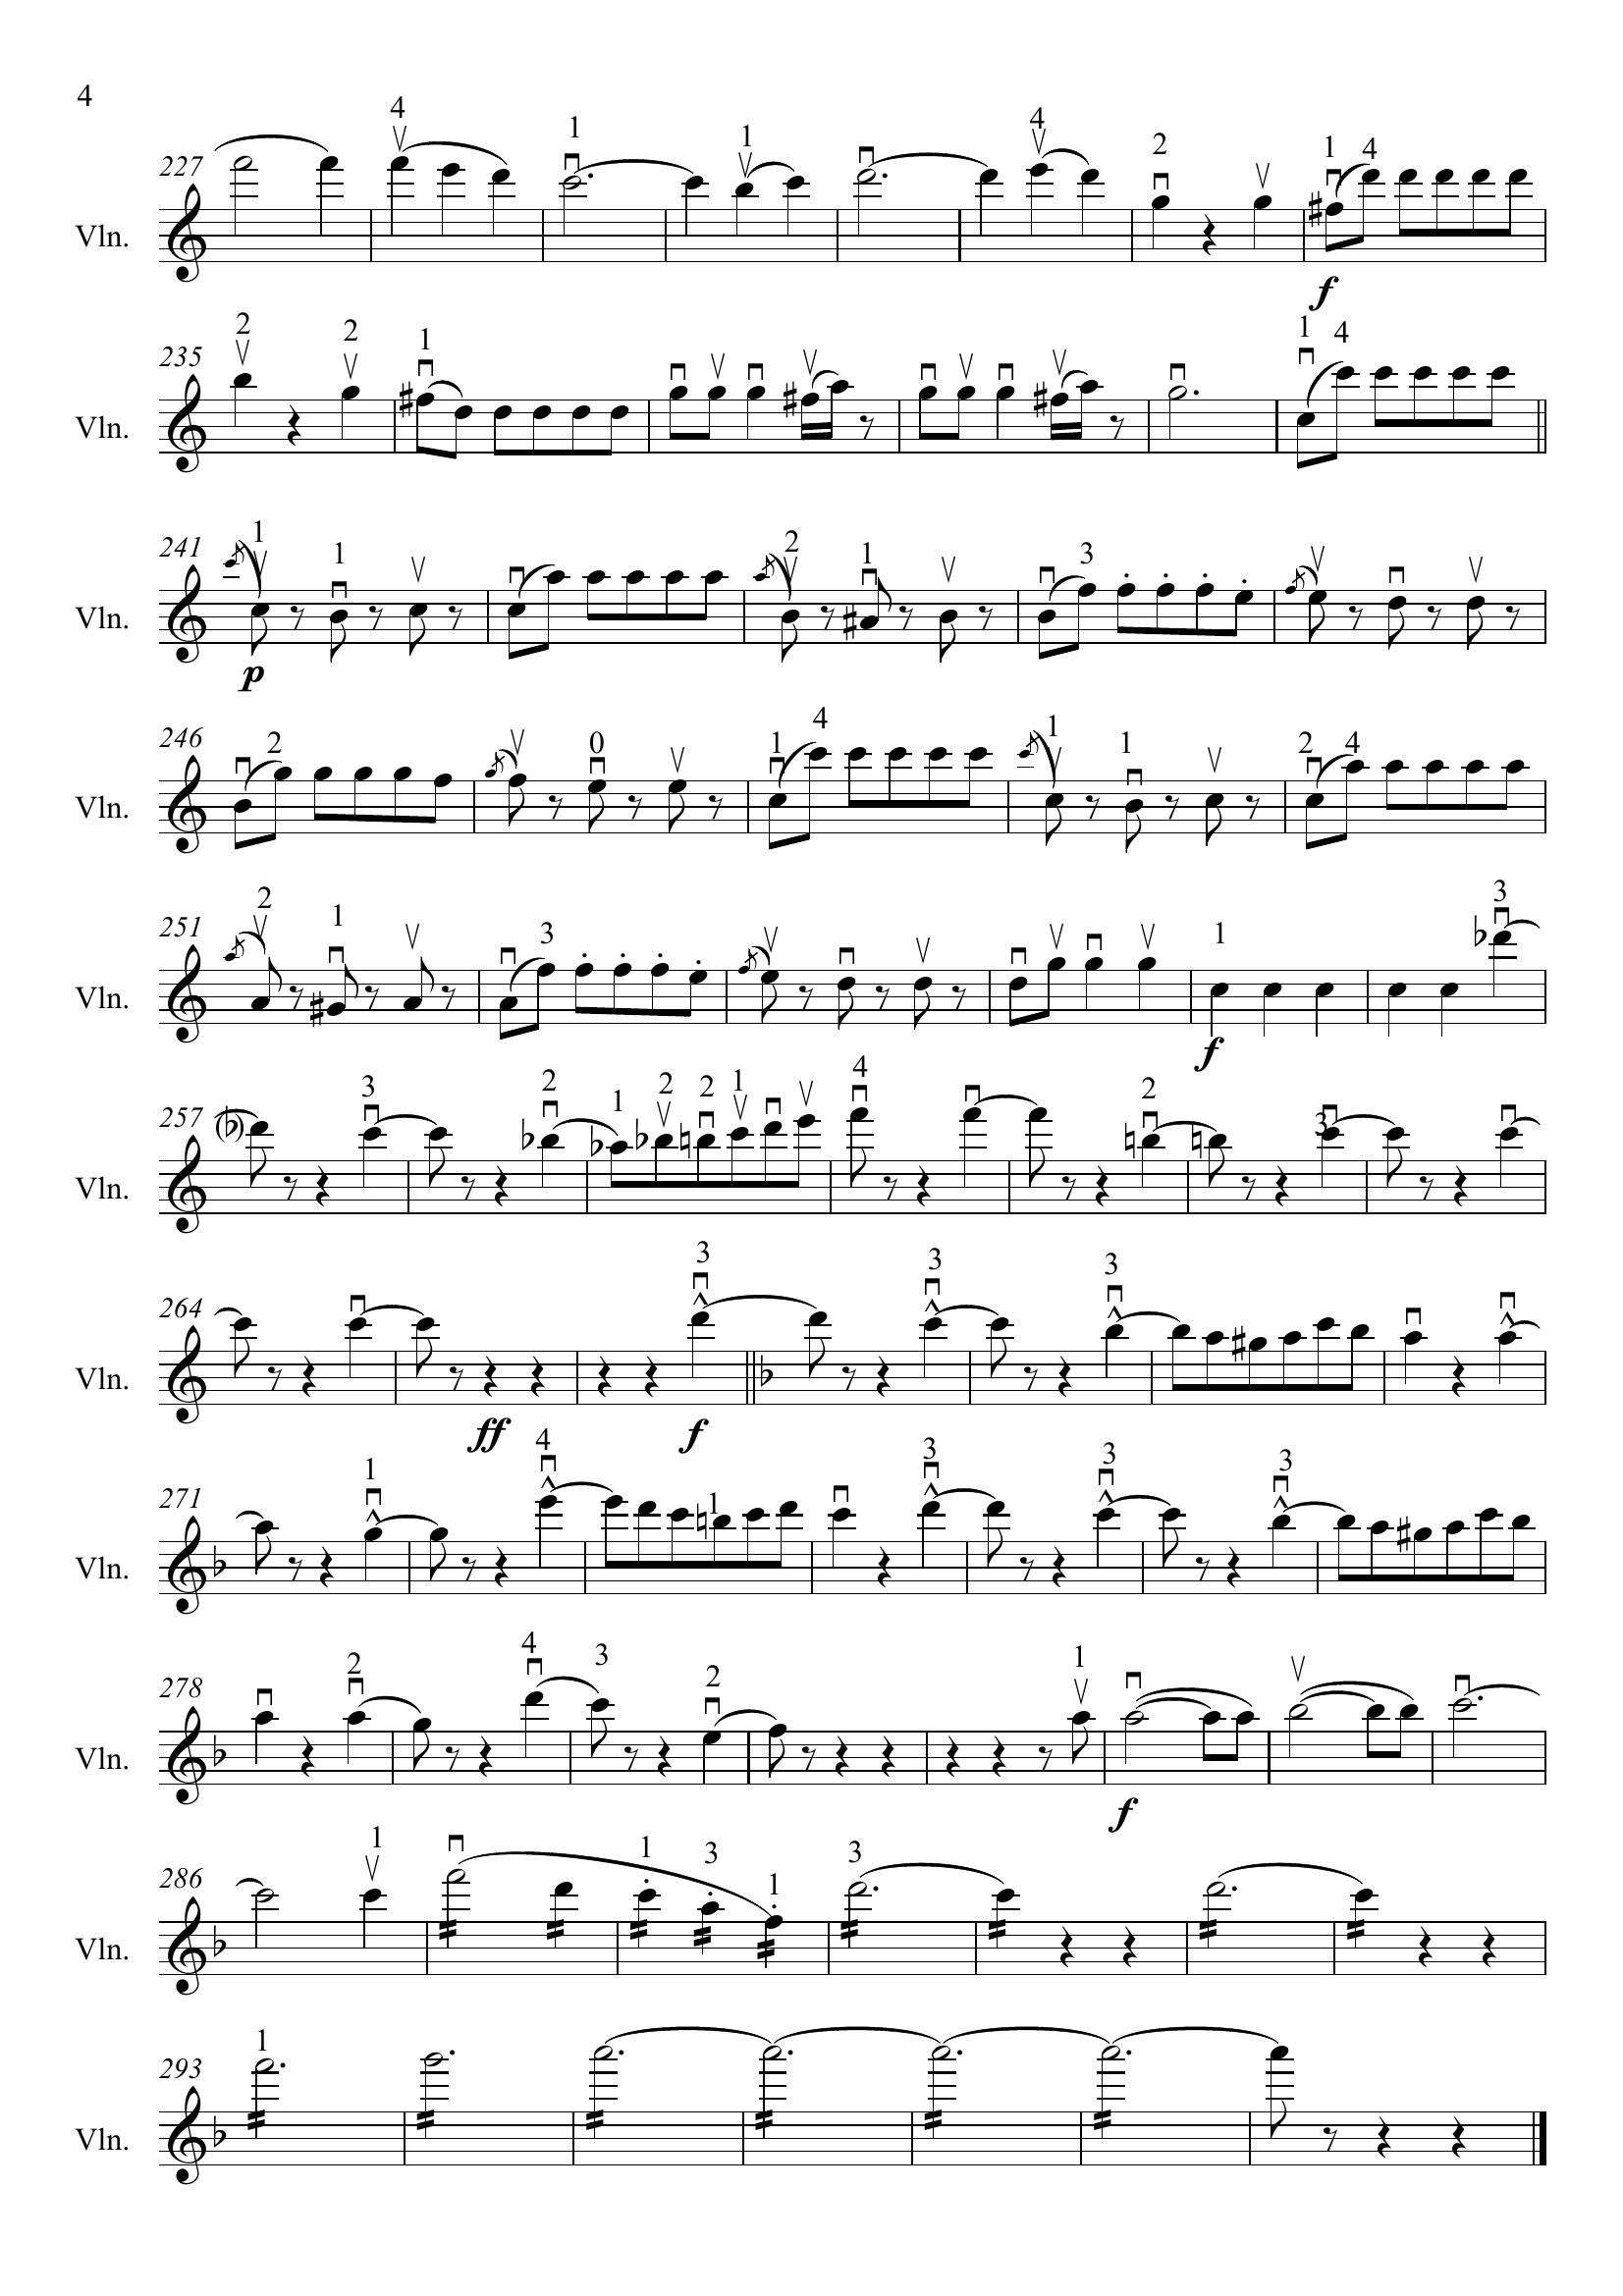 4
4 1 1 4 2 1 4
227
Vln.
f
2 2 1 1 4
235
Vln.
1 1 2 1 3
241
Vln.
p
2 0 1 4 1 1 2 4
246
Vln.
2 1 3 1 3
251
Vln.
f
3 2 1 2 2 1 4 2 3
257
Vln.
3 3 3
264
Vln.
ff f
1 4 1 3 3 3
271
Vln.
2 4 3 2 1
278
Vln.
f
1 1 3 1 3
286
Vln.
1
293
Vln.